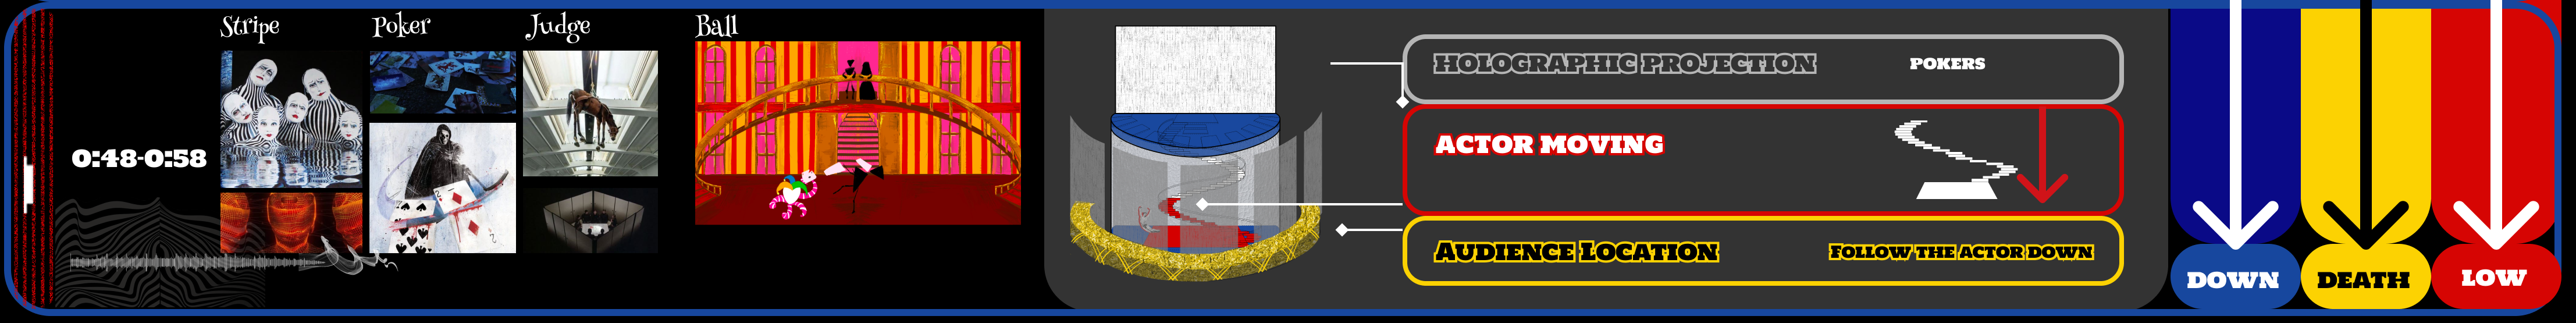 Stripe
Poker
Judge
Ball
0:48-0:58
HOLOGRAPHIC PROJECTION
POKERS
ACTOR MOVING
AUDIENCE LOCATION
FOLLOW THE ACTOR DOWN
DOWN
DEATH
LOW